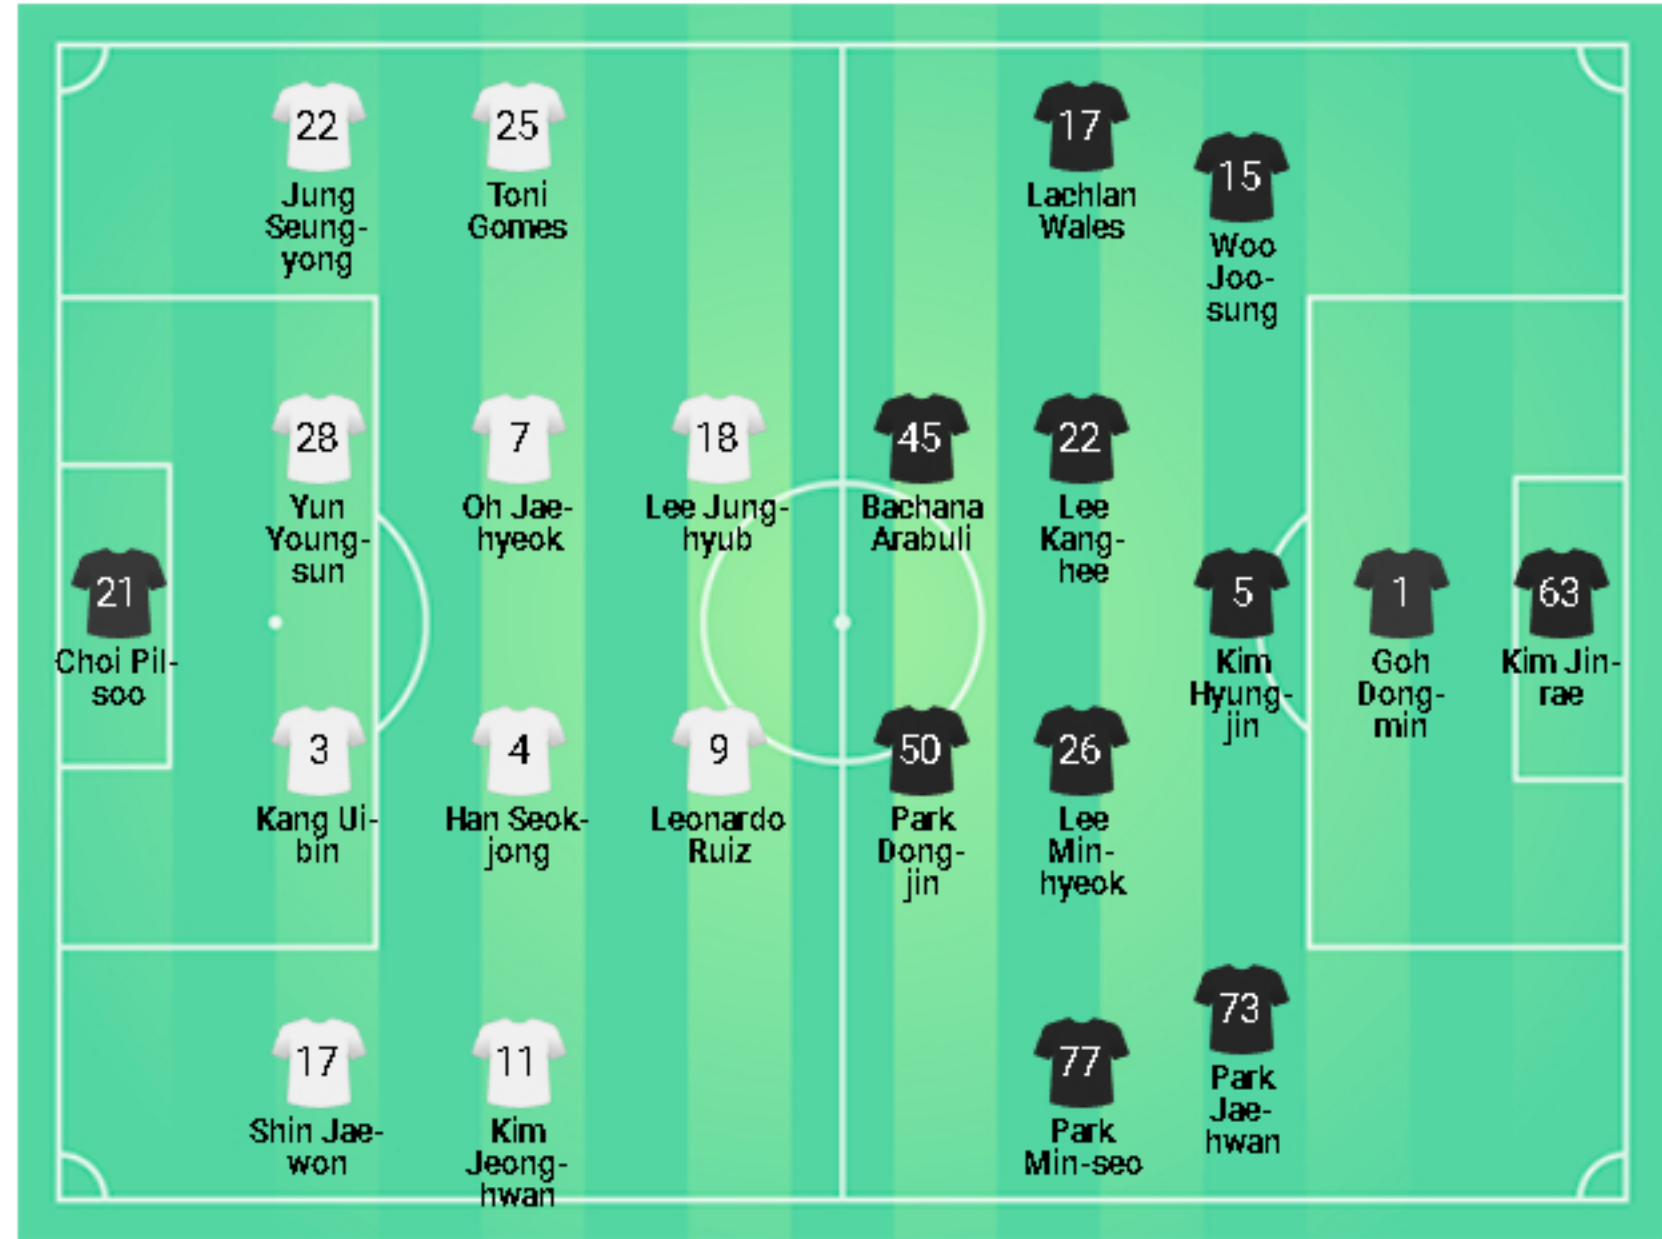 22
Jung
Seung-
yong
25
Toni
Gomes
17
Lachlan
Wales
15
Woo
Joo-
sung
28
Yun
Young-
sun
7
Oh Jae-
hyeok
18
Lee Jung-
hyub
45
Bachana
Arabuli
22
Lee
Kang-
hee
21
Choi Pil-
soo
5
Kim
Hyung-
jin
1
Goh
Dong-
min
63
Kim Jin-
rae
3
Kang Ui-
bin
4
Han Seok-
jong
9
Leonardo
Ruiz
50
Park
Dong-
jin
26
Lee
Min-
hyeok
17
Shin Jae-
won
11
Kim
Jeong-
hwan
77
Park
Min-seo
73
Park
Jae-
hwan